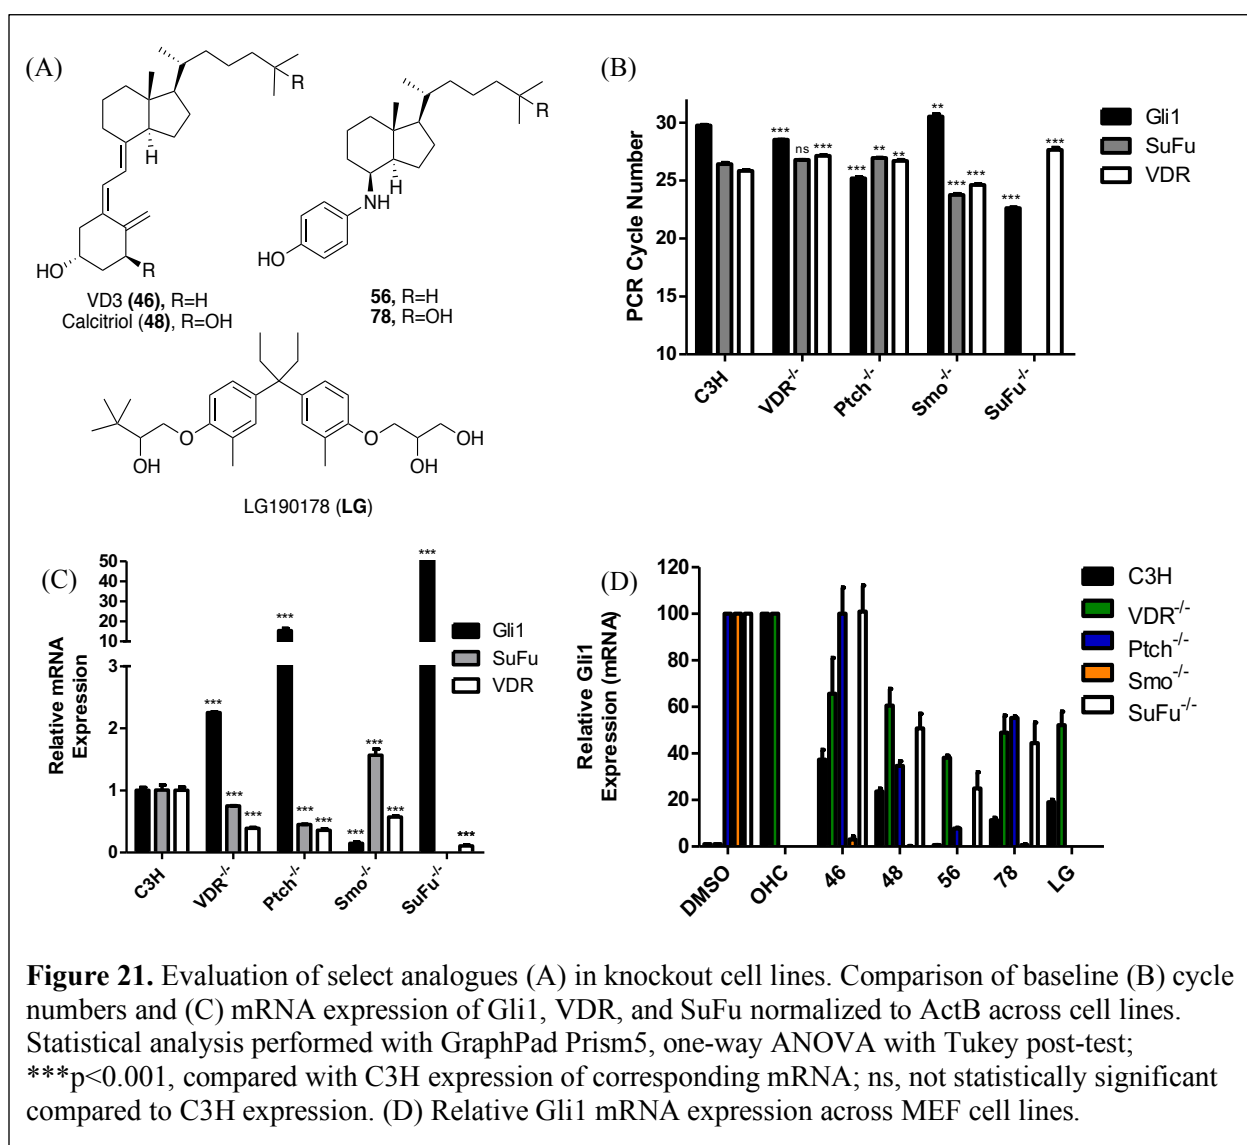 (A)
R
H
HO
R
VD3 (46), R=H
Calcitriol (48), R=OH
R
H
NH
HO
56, R=H
78, R=OH
OH
O
O
OH
OH
LG190178 (LG)
(B)
PCR Cycle Number
30
25
20
15
10
*** ns ***
*** ** **
** *** ***
*** ***
C3H
VDR-/-
Ptch-/-
Smo-/-
SuFu-/-
Gli1
SuFu
VDR
(C)
Relative mRNA
Expression
50
40
30
20
10
3
2
1
0
*** *** ***
*** *** ***
*** *** ***
*** ***
C3H
VDR-/-
Ptch-/-
Smo-/-
SuFu-/-
Gli1
SuFu
VDR
(D)
Relative Gli1
Expression (mRNA)
120
100
80
60
40
20
0
DMSO
OHC
46
48
56
78
LG
C3H
VDR-/-
Ptch-/-
Smo-/-
SuFu-/-
Figure 21. Evaluation of select analogues (A) in knockout cell lines. Comparison of baseline (B) cycle
numbers and (C) mRNA expression of Gli1, VDR, and SuFu normalized to ActB across cell lines.
Statistical analysis performed with GraphPad Prism5, one-way ANOVA with Tukey post-test;
***p<0.001, compared with C3H expression of corresponding mRNA; ns, not statistically significant
compared to C3H expression. (D) Relative Gli1 mRNA expression across MEF cell lines.